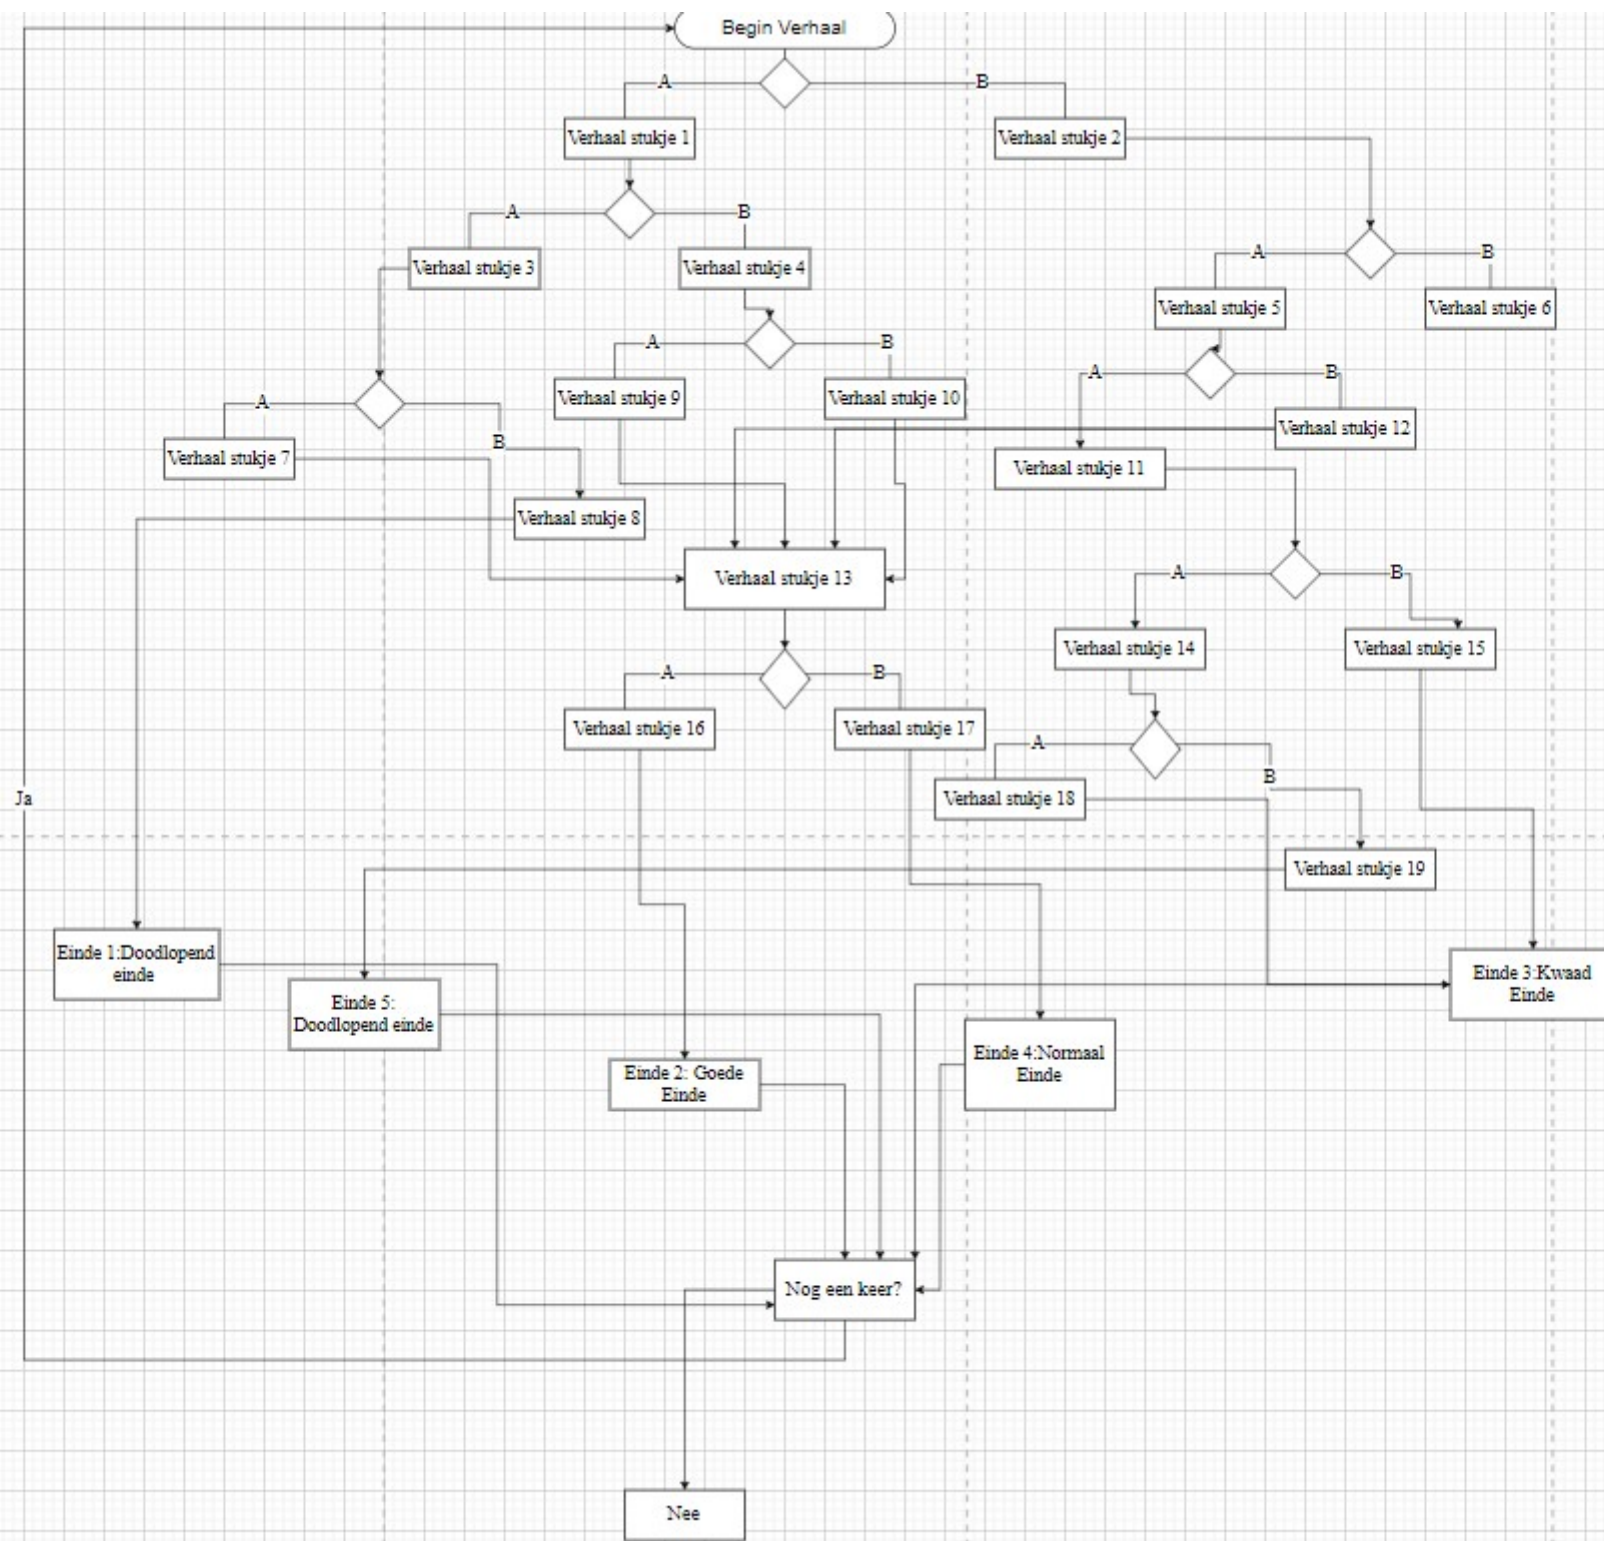 Begin Verhaal
A
B
Verhaal stukje 1
Verhaal stukje 2
A
B
A
B
Verhaal stukje 3
Verhaal stukje 4
Verhaal stukje 5
Verhaal stukje 6
A
B
A
B
Verhaal stukje 9
Verhaal stukje 10
A
Verhaal stukje 12
B
Verhaal stukje 7
Verhaal stukje 11
Verhaal stukje 8
Verhaal stukje 13
A
B
Verhaal stukje 14
Verhaal stukje 15
A
B
Verhaal stukje 16
Verhaal stukje 17
A
B
Verhaal stukje 18
Ja
Verhaal stukje 19
Einde 1:Doodlopend
einde
Einde 3:Kwaad
Einde
Einde 5:
Doodlopend einde
Einde 4:Normaal
Einde
Einde 2: Goede
Einde
Nog een keer?
Nee